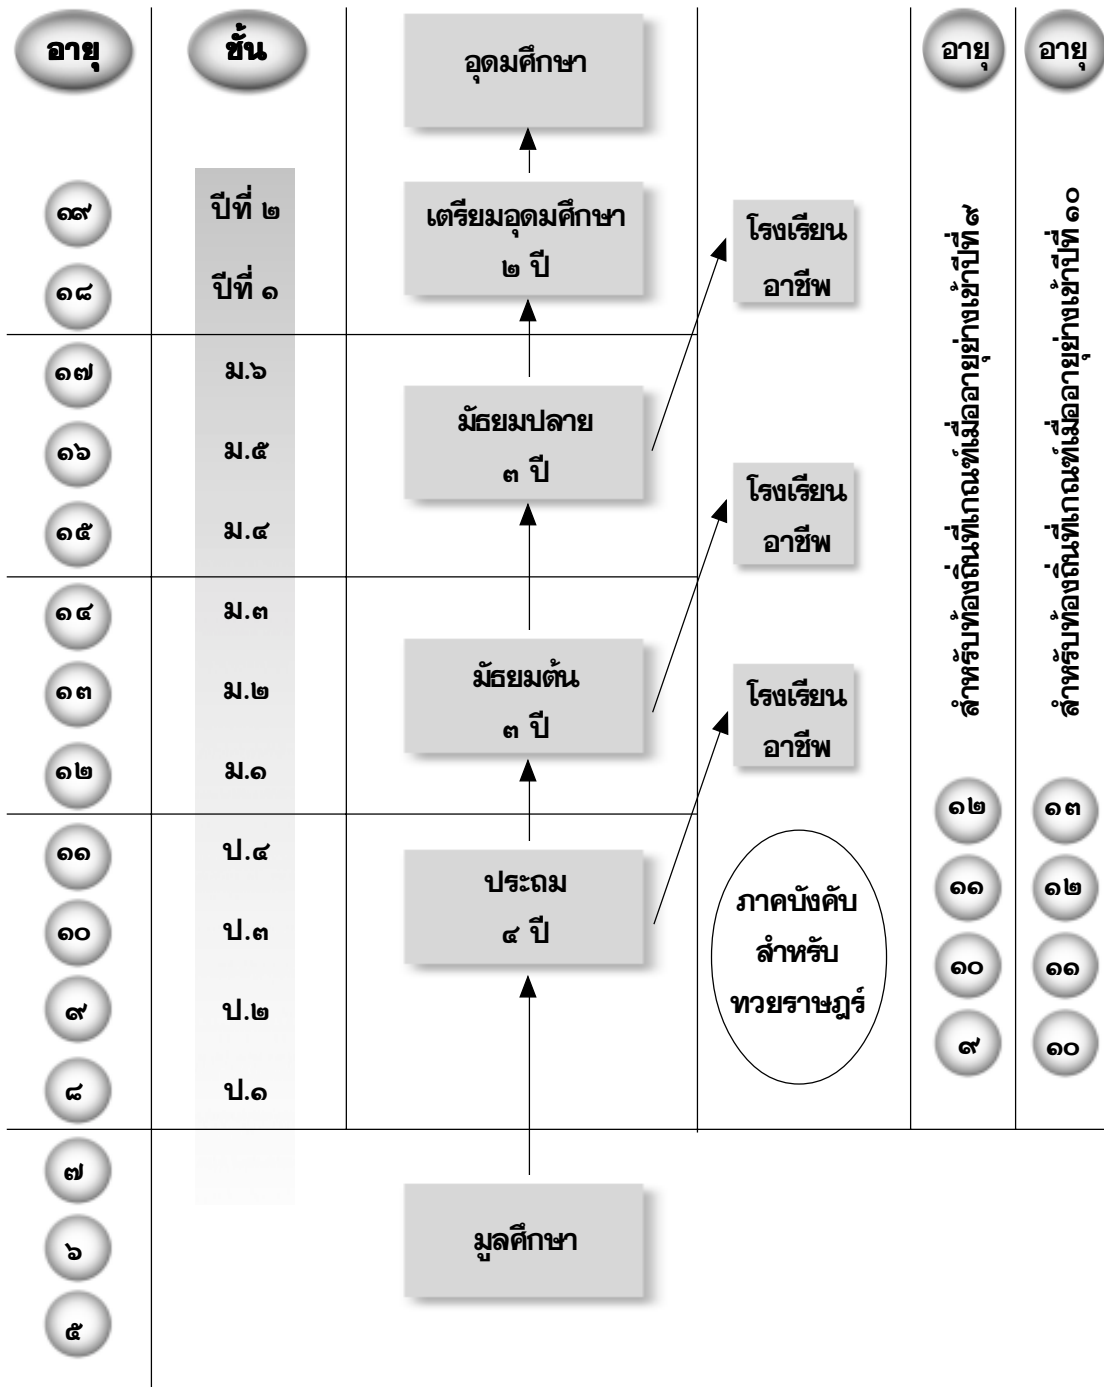 อายุ
ชั้น
อุดมศึกษา
อายุ
อายุ
๑๙
ปีที่ ๒
เตรียมอุดมศึกษา
๒ ปี
โรงเรียน
อาชีพ
๑๘
ปีที่ ๑
๑๗
ม.๖
มัธยมปลาย
๓ ปี
๑๖
ม.๕
โรงเรียน
อาชีพ
๑๕
ม.๔
๑๔
ม.๓
มัธยมต้น
๓ ปี
๑๓
ม.๒
โรงเรียน
อาชีพ
๑๒
ม.๑
๑๑
ป.๔
ประถม
๔ ปี
๑๐
ป.๓
๙
ป.๒
๘
ป.๑
ภาคบังคับ
สำหรับ
ทวยราษฎร์
สำหรับท้องถิ่นที่เกณฑ์เมื่ออายุย่างเข้าปีที่ ๙
๑๒
๑๑
๑๐
๙
สำหรับท้องถิ่นที่เกณฑ์เมื่ออายุย่างเข้าปีที่ ๑๐
๑๓
๑๒
๑๑
๑๐
๗
๖
มูลศึกษา
๕